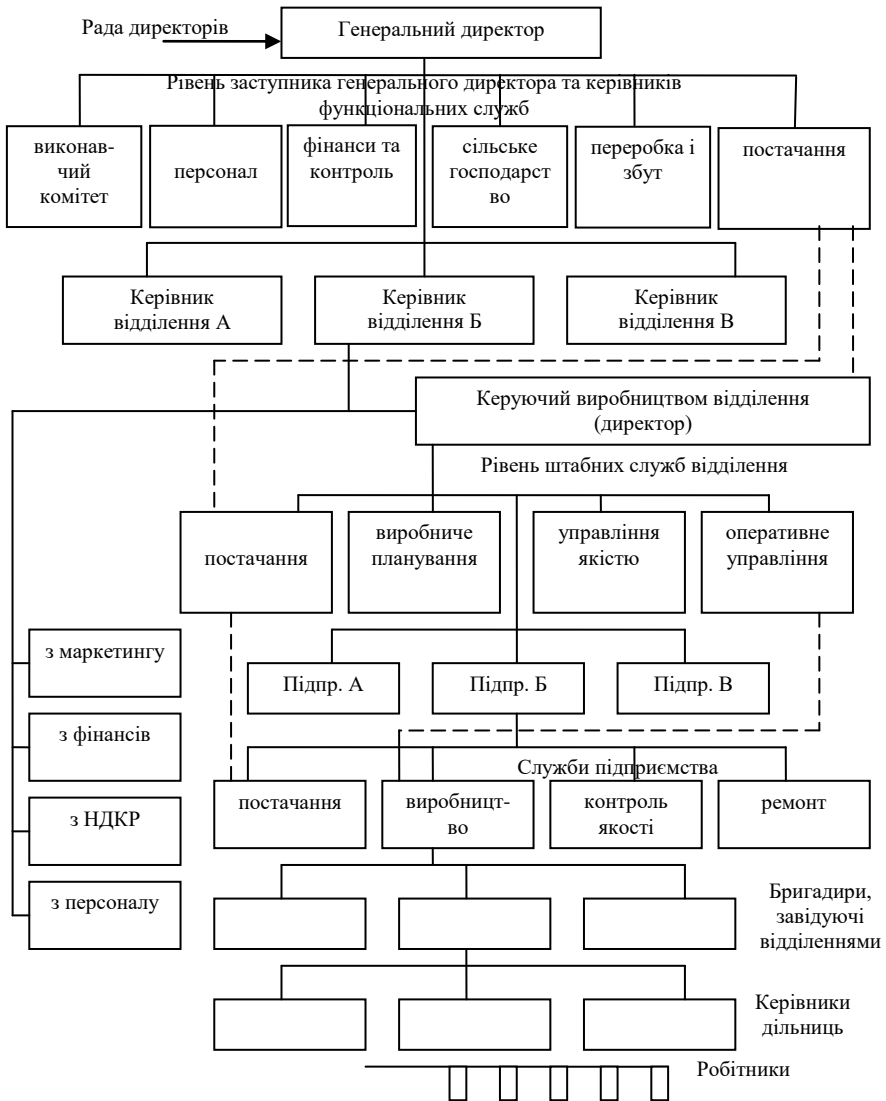 Рада директорів
Генеральний директор
Рівень заступника генерального директора та керівників
функціональних служб
виконав-
чий
комітет
персонал
фінанси та
контроль
сільське
господарст
во
переробка і
збут
постачання
Керівник
відділення А
Керівник
відділення Б
Керівник
відділення В
Керуючий виробництвом відділення
(директор)
Рівень штабних служб відділення
постачання
виробниче
планування
управління
якістю
оперативне
управління
з маркетингу
з фінансів
з НДКР
з персоналу
Підпр. А
Підпр. Б
Підпр. В
Служби підприємства
постачання
виробницт-
во
контроль
якості
ремонт
Бригадири,
завідуючі
відділеннями
Керівники
дільниць
Робітники